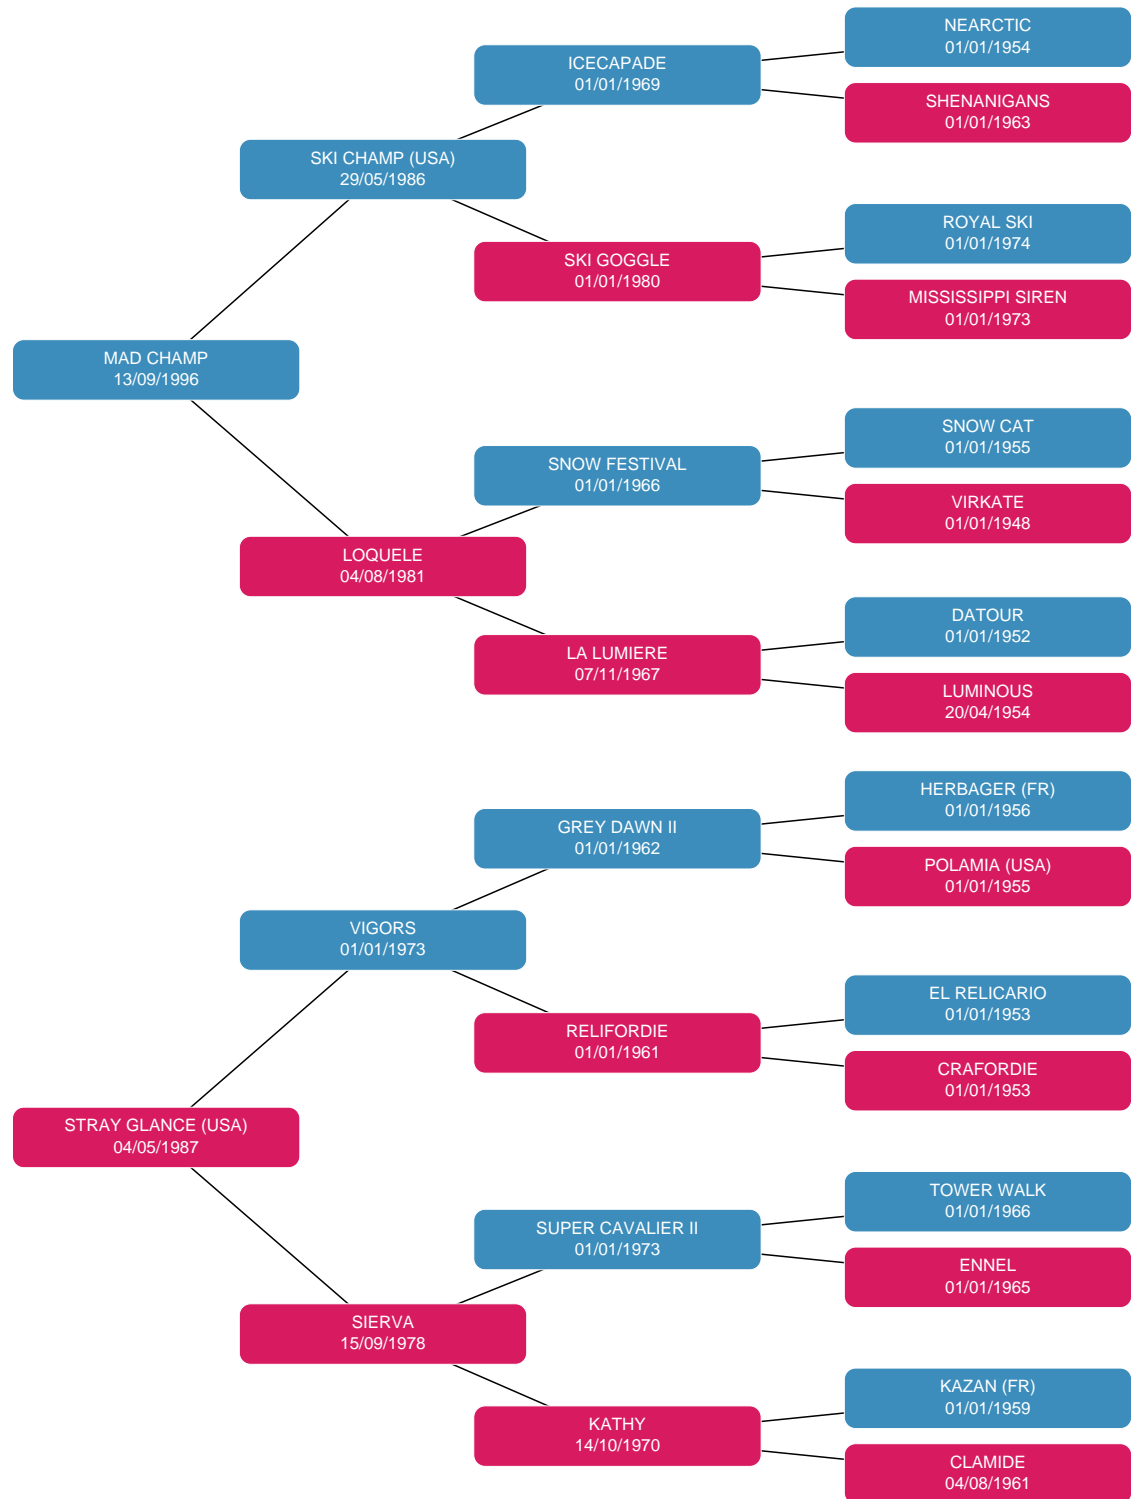 NEARCTIC
01/01/1954
ICECAPADE
01/01/1969
SHENANIGANS
01/01/1963
SKI CHAMP (USA)
29/05/1986
ROYAL SKI
01/01/1974
SKI GOGGLE
01/01/1980
MISSISSIPPI SIREN
01/01/1973
MAD CHAMP
13/09/1996
SNOW CAT
01/01/1955
SNOW FESTIVAL
01/01/1966
VIRKATE
01/01/1948
LOQUELE
04/08/1981
DATOUR
01/01/1952
LA LUMIERE
07/11/1967
LUMINOUS
20/04/1954
HERBAGER (FR)
01/01/1956
GREY DAWN II
01/01/1962
POLAMIA (USA)
01/01/1955
VIGORS
01/01/1973
EL RELICARIO
01/01/1953
RELIFORDIE
01/01/1961
CRAFORDIE
01/01/1953
STRAY GLANCE (USA)
04/05/1987
TOWER WALK
01/01/1966
SUPER CAVALIER II
01/01/1973
ENNEL
01/01/1965
SIERVA
15/09/1978
KAZAN (FR)
01/01/1959
KATHY
14/10/1970
CLAMIDE
04/08/1961